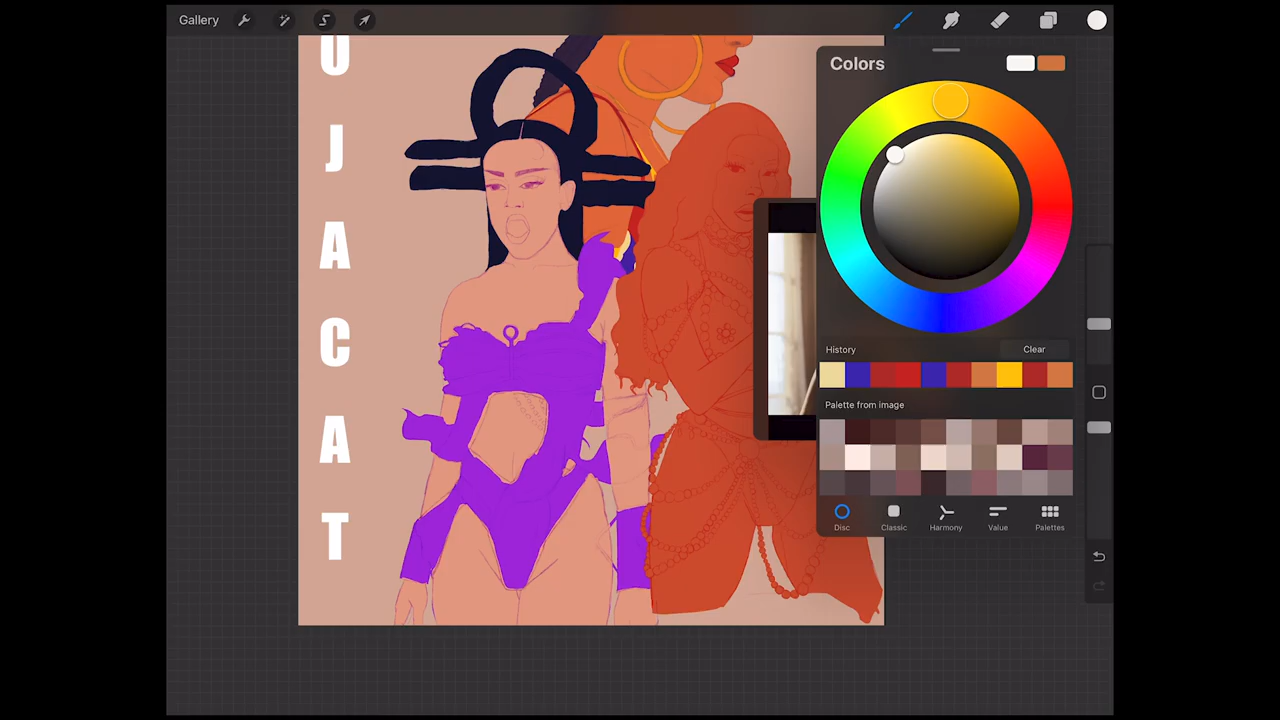 Gallery
Colors
U
J
A
C
A
T
History
Clear
Palette from image
Disc
Classic
Harmony
Value
Palettes